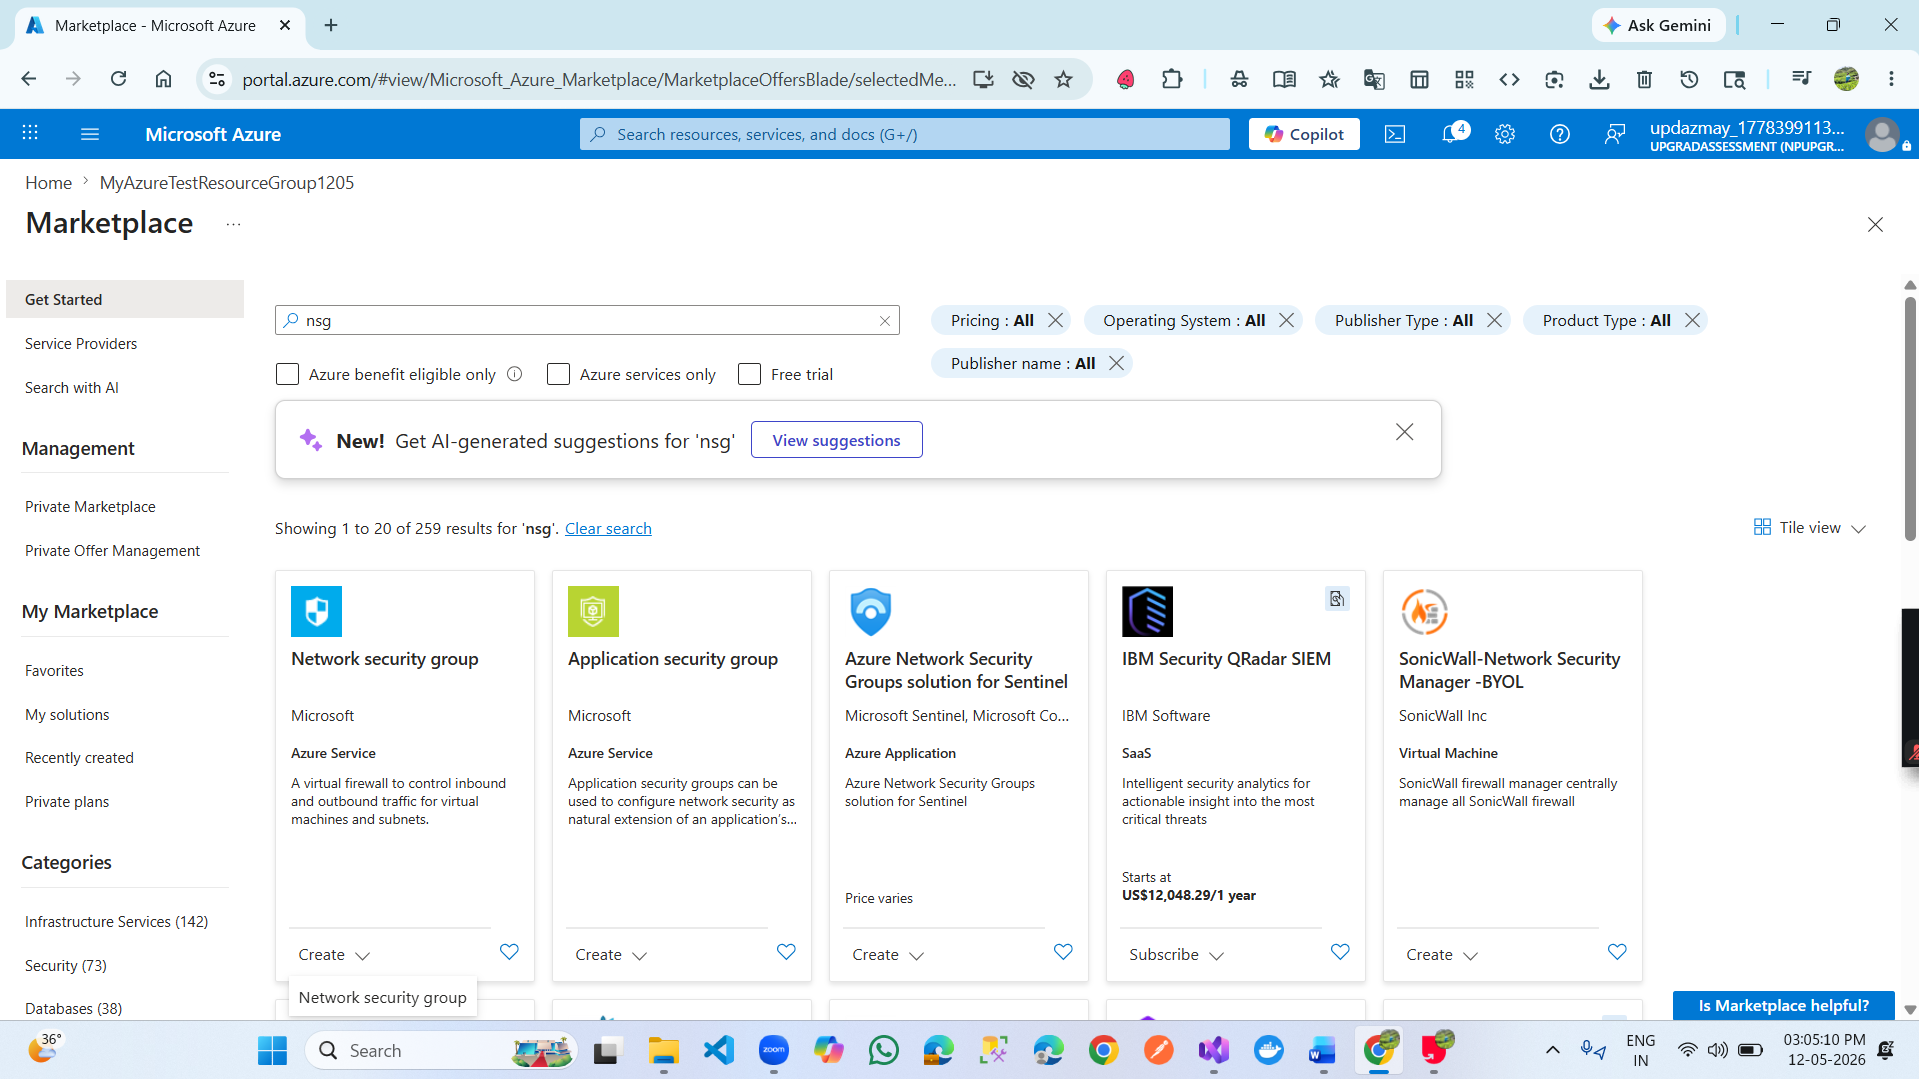 Marketplace - Microsoft Azure
Ask Gemini
portal.azure.com/#view/Microsoft_Azure_Marketplace/MarketplaceOffersBlade/selectedMe...
Microsoft Azure
Search resources, services, and docs (G+/)
Copilot
4
updazmay_1778399113...
UPGRADASSESSMENT (NPUPGR...
Home > MyAzureTestResourceGroup1205
Marketplace ...
Get Started
Service Providers
Search with AI
Management
Private Marketplace
Private Offer Management
My Marketplace
Favorites
My solutions
Recently created
Private plans
Categories
Infrastructure Services (142)
Security (73)
Databases (38)
nsg
Pricing : All
Operating System : All
Publisher Type : All
Product Type : All
Publisher name : All
Azure benefit eligible only
Azure services only
Free trial
New! Get AI-generated suggestions for 'nsg'
View suggestions
Showing 1 to 20 of 259 results for 'nsg'. Clear search
Tile view
Network security group
Microsoft
Azure Service
A virtual firewall to control inbound
and outbound traffic for virtual
machines and subnets.
Create
Network security group
Application security group
Microsoft
Azure Service
Application security groups can be
used to configure network security as
natural extension of an application's...
Create
Azure Network Security
Groups solution for Sentinel
Microsoft Sentinel, Microsoft Co...
Azure Application
Azure Network Security Groups
solution for Sentinel
Price varies
Create
IBM Security QRadar SIEM
IBM Software
SaaS
Intelligent security analytics for
actionable insight into the most
critical threats
Starts at
US$12,048.29/1 year
Subscribe
SonicWall-Network Security
Manager -BYOL
SonicWall Inc
Virtual Machine
SonicWall firewall manager centrally
manage all SonicWall firewall
Create
Is Marketplace helpful?
36°
Search
zoom
ENG
IN
03:05:10 PM
12-05-2026